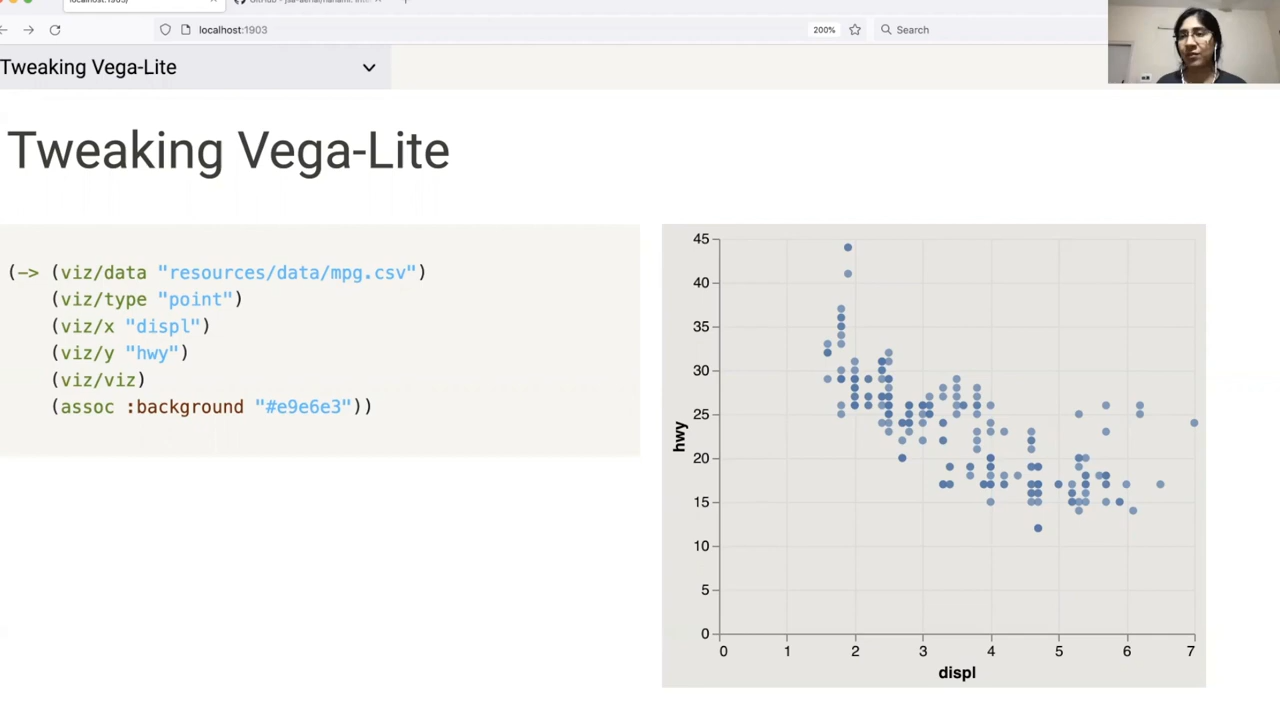 localhost:1903
200%
Search
Tweaking Vega-Lite
Tweaking Vega-Lite
(-> (viz/data "resources/data/mpg.csv")
(viz/type "point")
(viz/x "displ")
(viz/y "hwy")
(viz/viz)
(assoc :background "#e9e6e3"))
45
40
35
30
25
20
15
10
5
0
hwy
0 1 2 3 4 5 6 7
displ